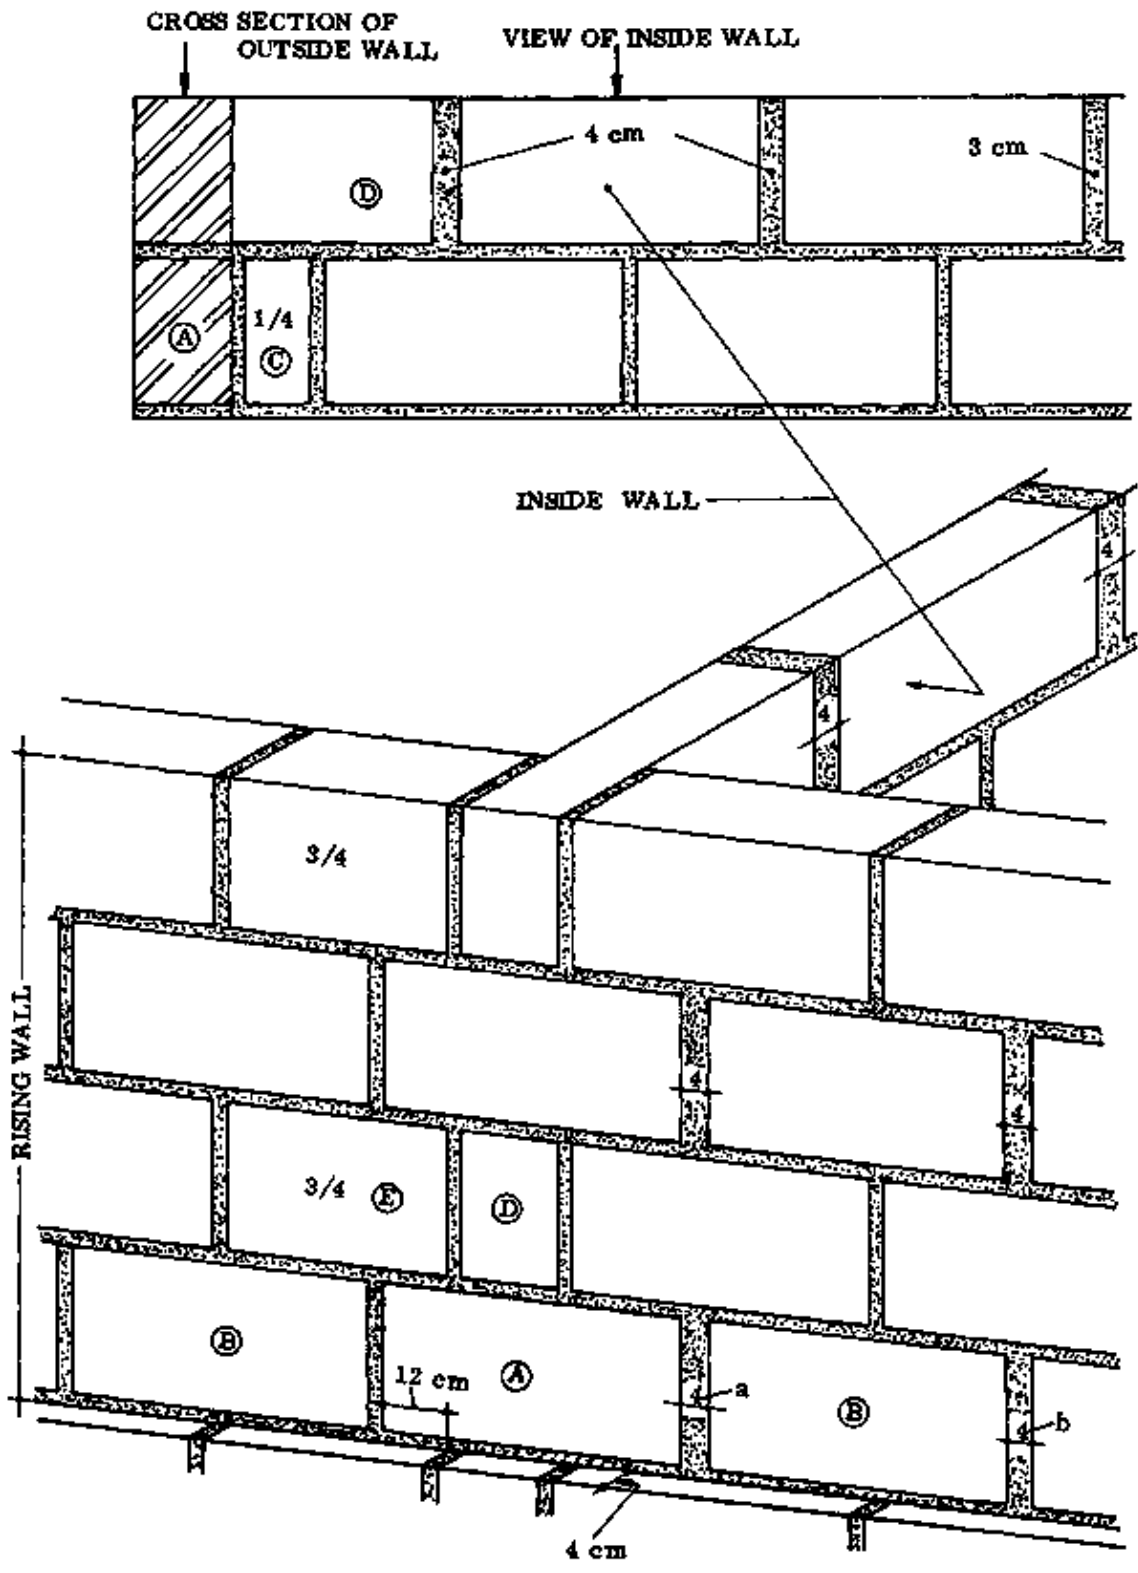 CROSS SECTION OF
OUTSIDE WALL
VIEW OF INSIDE WALL
4 cm
3 cm
D
A
1/4
C
INSIDE WALL
4
4
3/4
RISING WALL
4
4
3/4 E
D
B
12 cm
A
4 a
B
4 b
4 cm